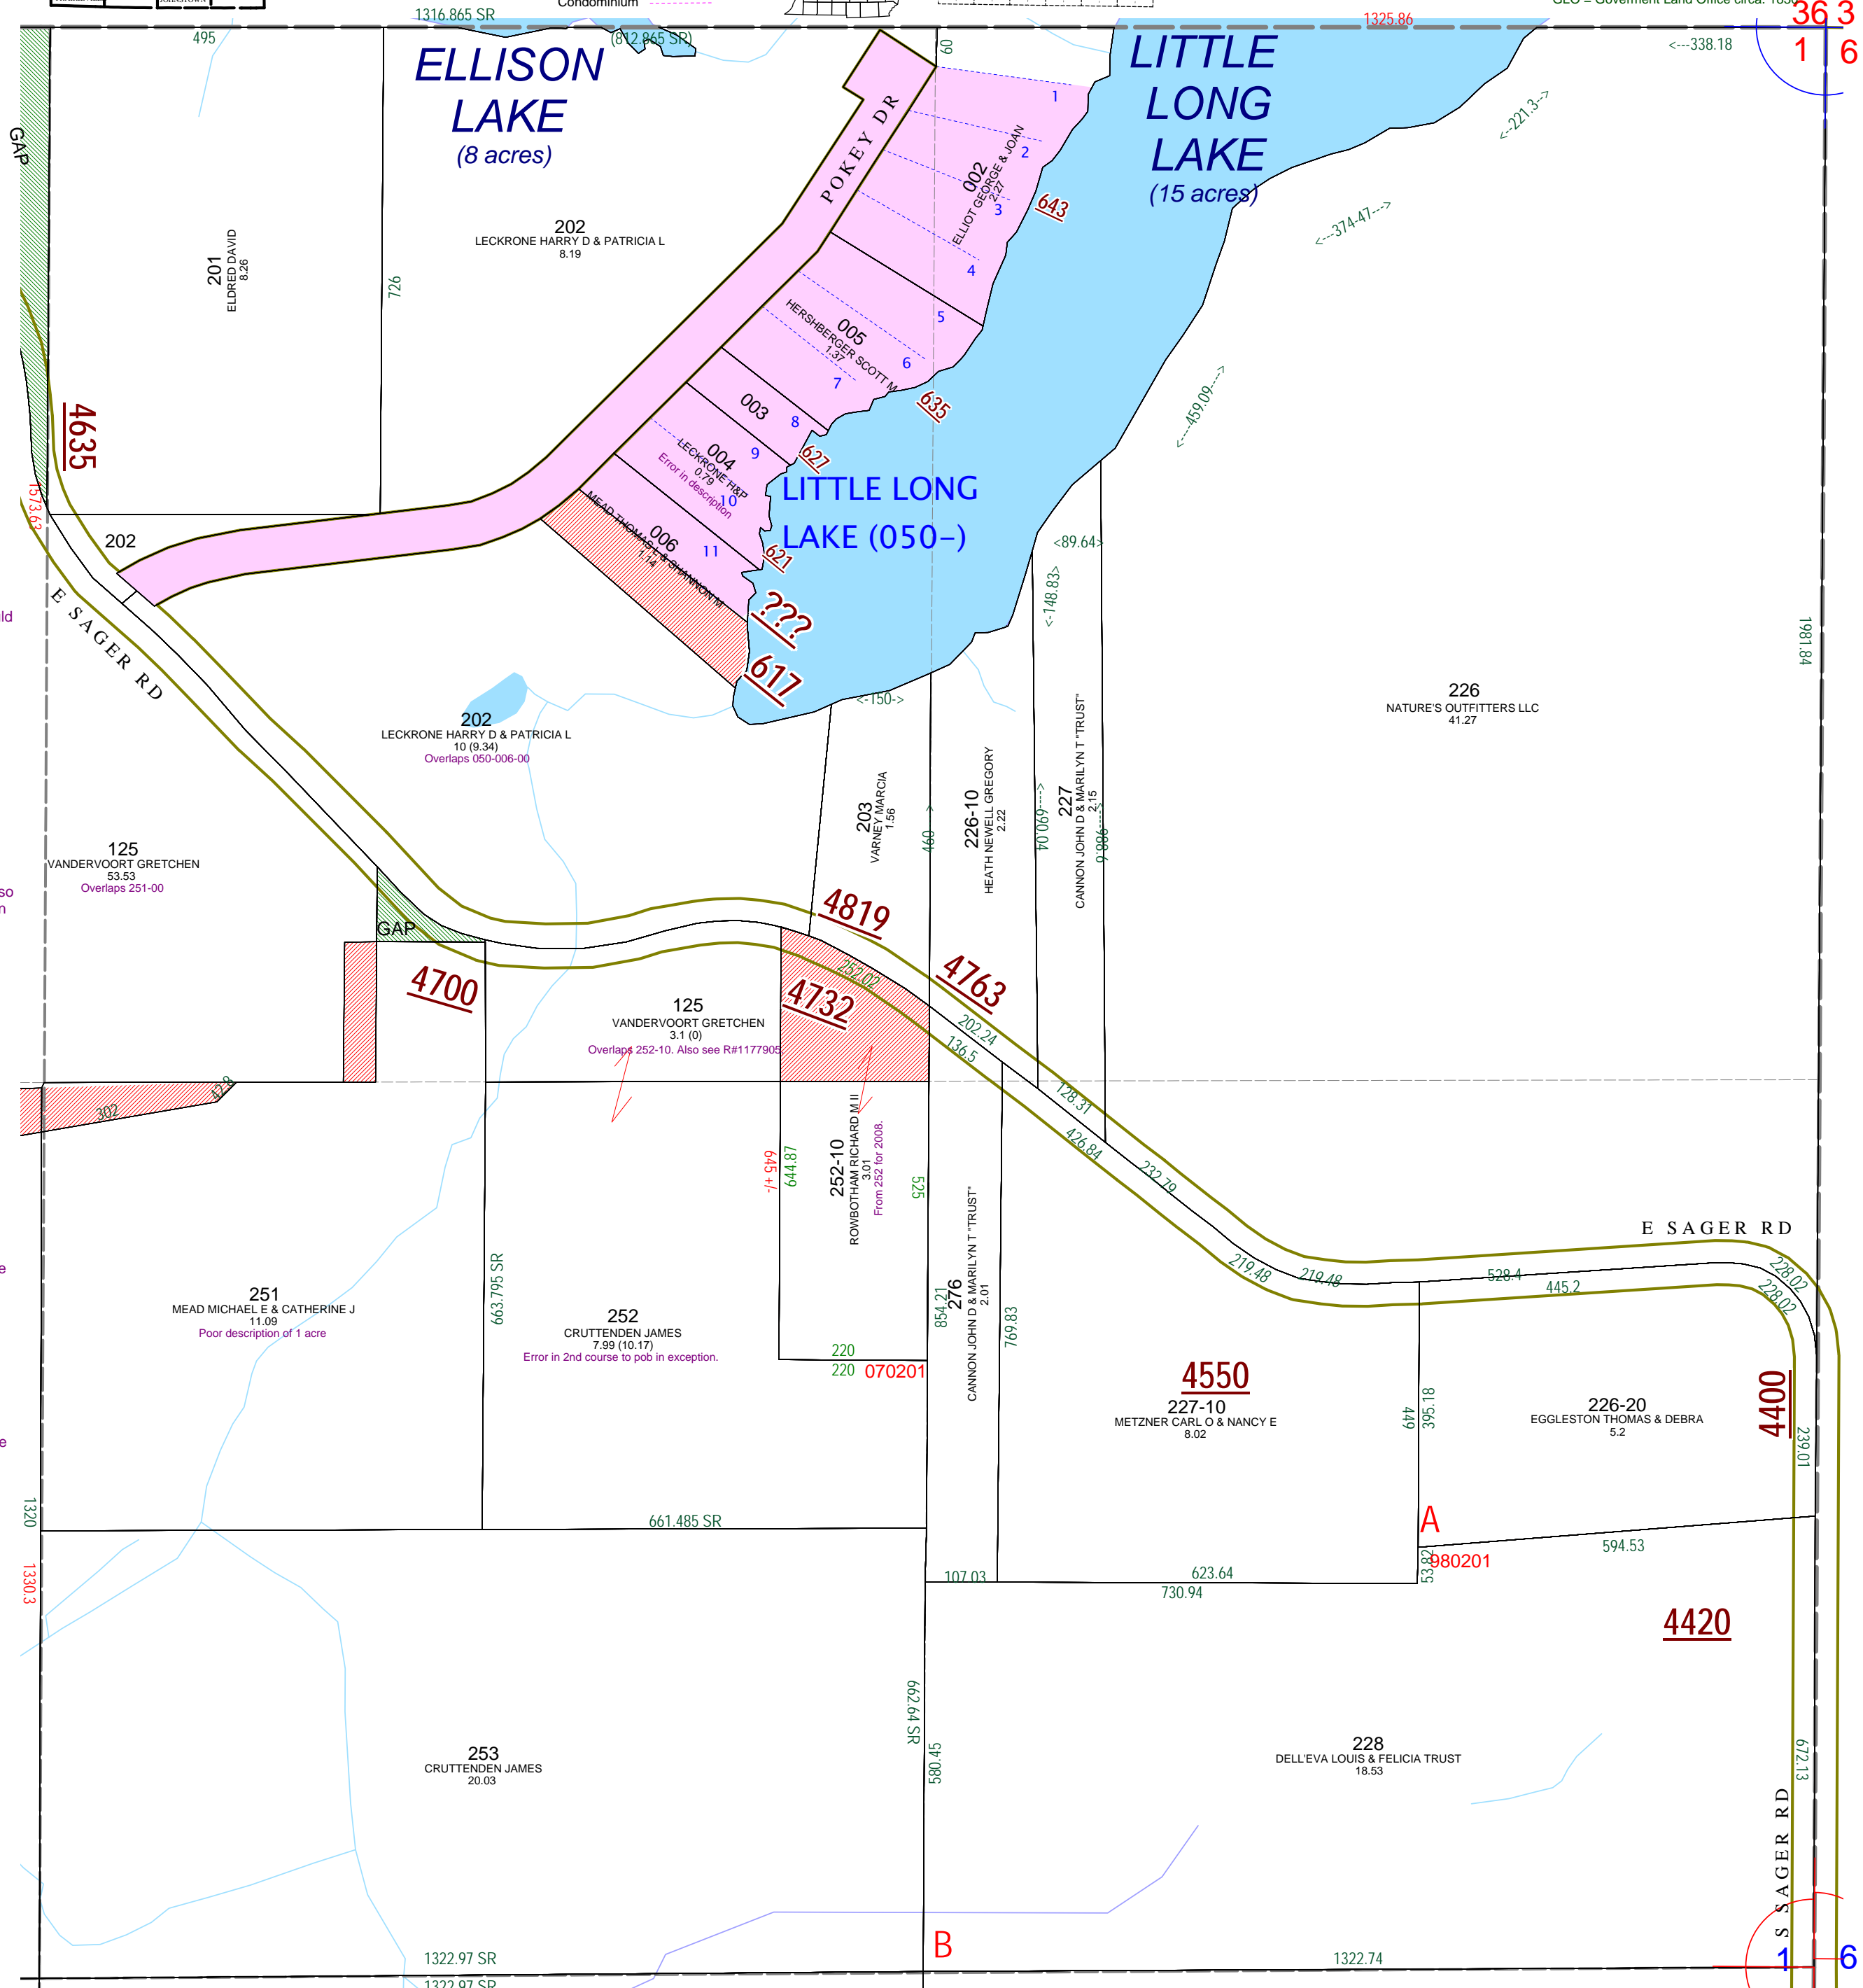 Condominium
1316.865 SR
495
(812.865 SR)
60
1325.86
<---338.18
36 3
1 6
ELLISON
LAKE
(8 acres)
LITTLE
LONG
LAKE
(15 acres)
GAP
POKEY DR
1
2
3
4
5
6
7
8
9
10
11
002
ELLIOT GEORGE & JOAN
2.27
643
<--221.3-->
<---374-47--->
201
ELDRED DAVID
8.26
202
LECKRONE HARRY D & PATRICIA L
8.19
726
005
HERSHBERGER SCOTT M
1.37
635
<----459.09---->
003
627
004
LECKRONE H&P
0.79
Error in description
4635
1573.63
LITTLE LONG
LAKE (050-)
202
006
MEAD THOMAS L & SHANNON M
1.14
621
???
617
<89.64>
<-148.83>
E SAGER RD
1981.84
226
NATURE'S OUTFITTERS LLC
41.27
<-150->
202
LECKRONE HARRY D & PATRICIA L
10 (9.34)
Overlaps 050-006-00
203
VARNEY MARCIA
1.56
460
226-10
HEATH NEWELL GREGORY
2.22
690.04---->
227
CANNON JOHN D & MARILYN T "TRUST"
2.15
<----988.6
125
VANDERVOORT GRETCHEN
53.53
Overlaps 251-00
GAP
4700
4819
4763
4732
252.02
125
VANDERVOORT GRETCHEN
3.1 (0)
Overlaps 252-10. Also see R#1177905
202.24
136.5
302
42.8
128.31
426.84
232.79
645 +/-
644.87
252-10
ROWBOTHAM RICHARD M II
3.01
From 252 for 2008.
525
276
CANNON JOHN D & MARILYN T "TRUST"
2.01
854.21
769.83
E SAGER RD
219.48
219.48
528.4
445.2
228.02
228.02
251
MEAD MICHAEL E & CATHERINE J
11.09
Poor description of 1 acre
663.795 SR
252
CRUTTENDEN JAMES
7.99 (10.17)
Error in 2nd course to pob in exception.
220
220
070201
4550
227-10
METZNER CARL O & NANCY E
8.02
449
395.18
226-20
EGGLESTON THOMAS & DEBRA
5.2
4400
239.01
1320
1330.3
661.485 SR
A
980201
53.82
594.53
107.03
623.64
730.94
4420
662.64 SR
580.45
253
CRUTTENDEN JAMES
20.03
228
DELL'EVA LOUIS & FELICIA TRUST
18.53
672.13
S SAGER RD
B
1322.97 SR
1322.97 SR
1322.74
1 6